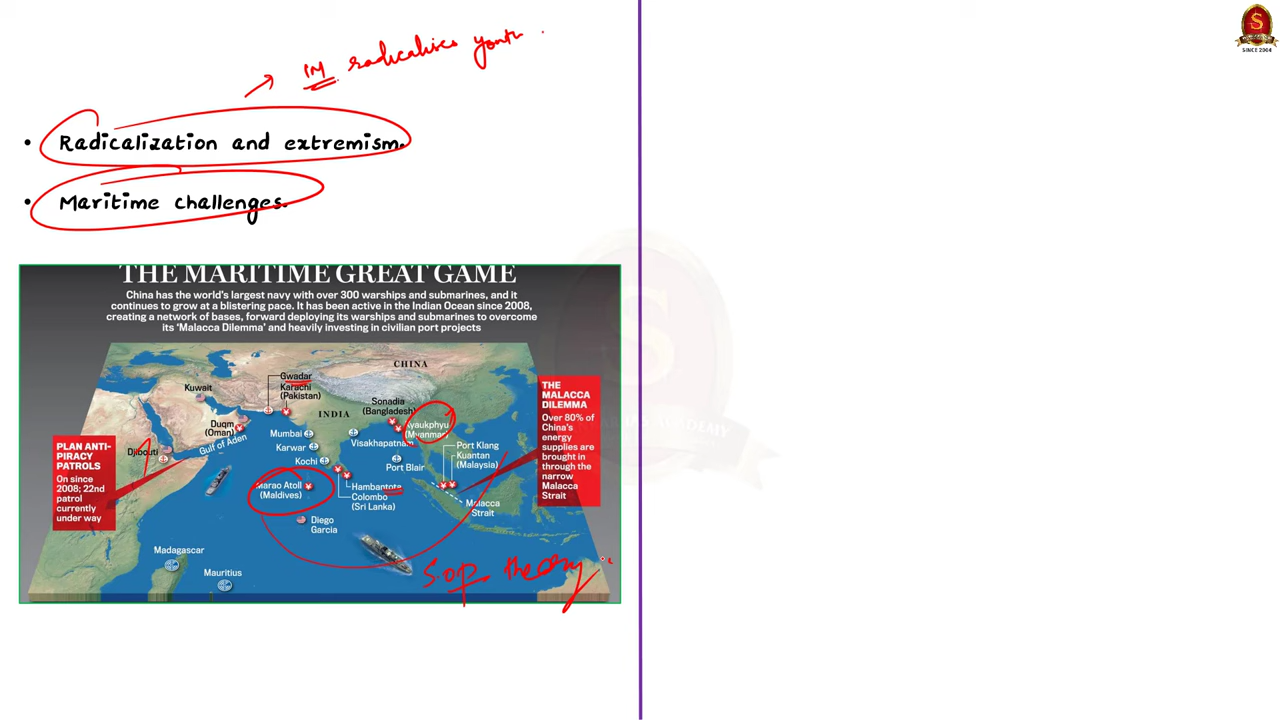 IM radicalises youth
• Radicalization and extremism.
• Maritime challenges.
THE MARITIME GREAT GAME
China has the world's largest navy with over 300 warships and submarines, and it
continues to grow at a blistering pace. It has been active in the Indian Ocean since 2008,
creating a network of bases, forward deploying its warships and submarines to overcome
its 'Malacca Dilemma' and heavily investing in civilian port projects
CHINA
Gwadar
Karachi
(Pakistan)
Kuwait
INDIA
Sonadia
(Bangladesh)
Kyaukphyu
(Myanmar)
THE
MALACCA
DILEMMA
Over 80% of
China's
energy
supplies are
brought in
through the
narrow
Malacca
Strait
Duqm
(Oman)
Gulf of Aden
Mumbai
Karwar
Kochi
Visakhapatnam
Port Blair
Port Klang
Kuantan
(Malaysia)
PLAN ANTI-
PIRACY
PATROLS
On since
2008; 22nd
patrol
currently
under way
Djibouti
Marao Atoll
(Maldives)
Hambantota
Colombo
(Sri Lanka)
Malacca
Strait
Diego
Garcia
Madagascar
Mauritius
S.O.P theory
SINCE 2004